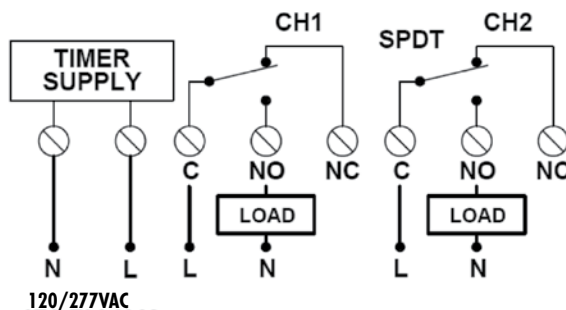 CH1
SPDT
CH2
TIMER
SUPPLY
C
NO
NC
C
NO
NC
LOAD
LOAD
N
L
L
N
L
N
120/277VAC